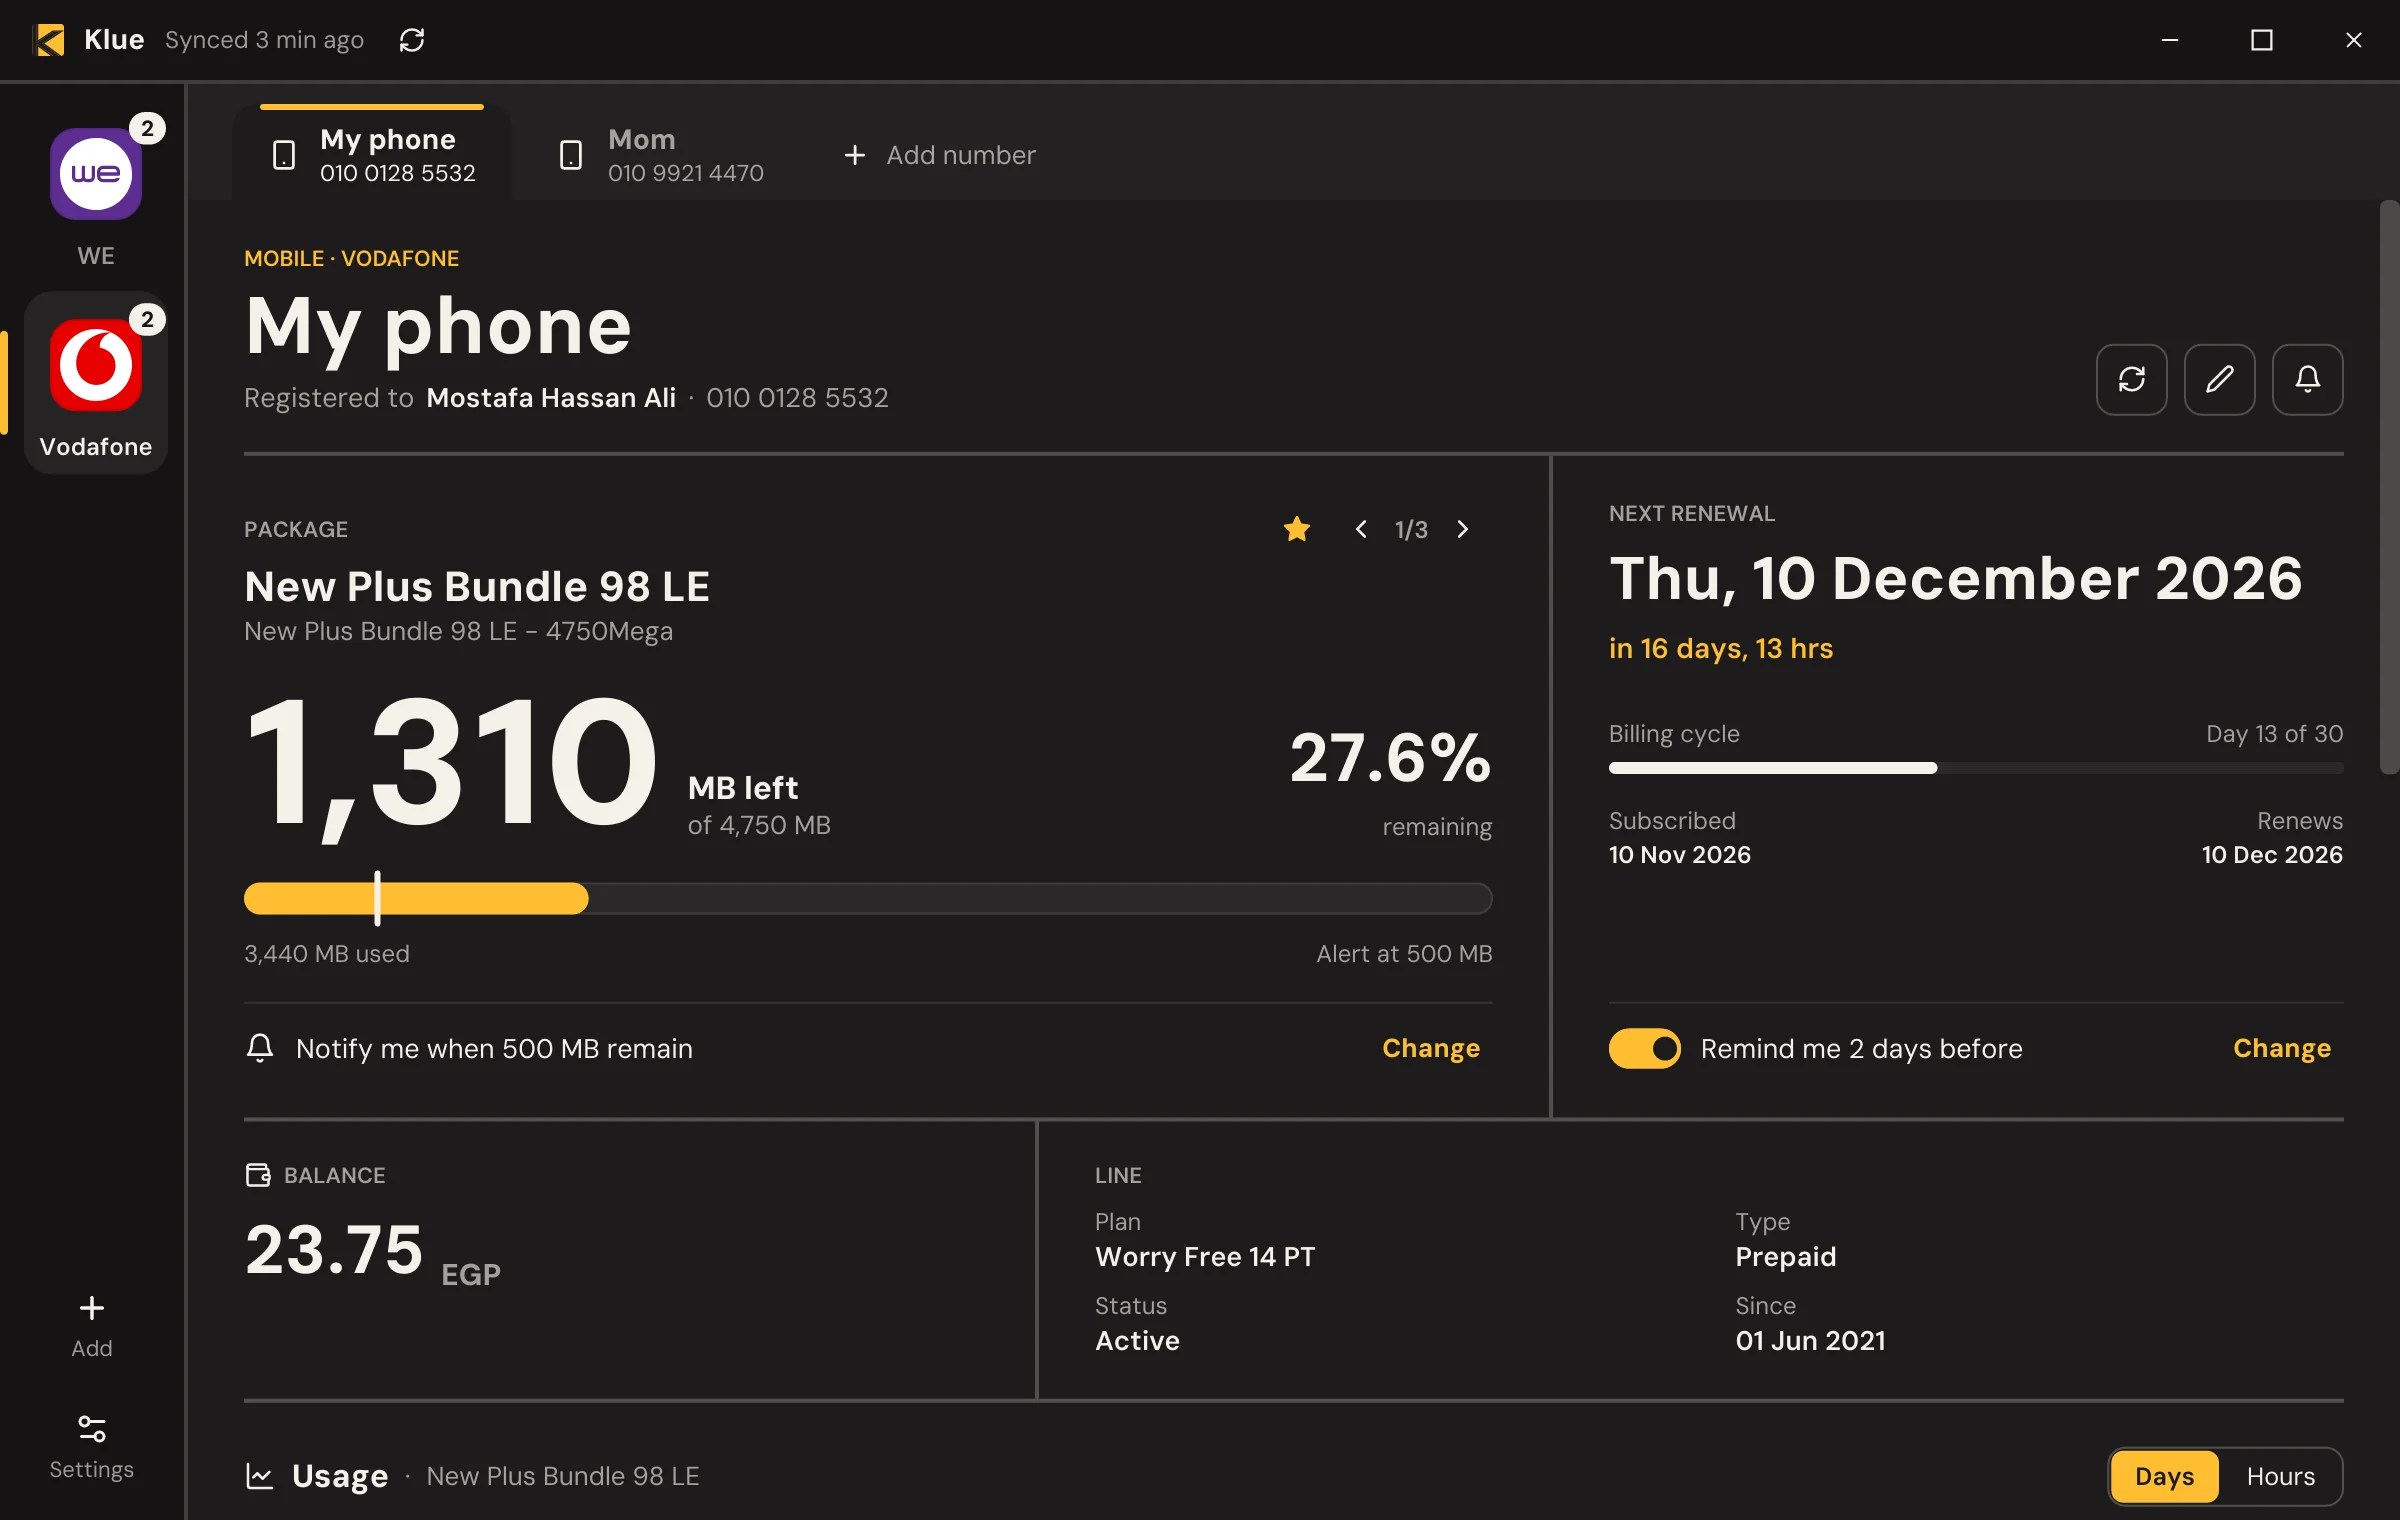 Klue Synced 3 min ago
2
we
WE
2
Vodafone
Add
Settings
My phone
010 0128 5532
Mom
010 9921 4470
Add number
MOBILE · VODAFONE
My phone
Registered to Mostafa Hassan Ali · 010 0128 5532
PACKAGE
1/3
New Plus Bundle 98 LE
New Plus Bundle 98 LE – 4750Mega
1,310 MB left
of 4,750 MB
27.6%
remaining
3,440 MB used
Alert at 500 MB
Notify me when 500 MB remain
Change
NEXT RENEWAL
Thu, 10 December 2026
in 16 days, 13 hrs
Billing cycle
Day 13 of 30
Subscribed
10 Nov 2026
Renews
10 Dec 2026
Remind me 2 days before
Change
BALANCE
23.75 EGP
LINE
Plan
Worry Free 14 PT
Type
Prepaid
Status
Active
Since
01 Jun 2021
Usage · New Plus Bundle 98 LE
Days
Hours